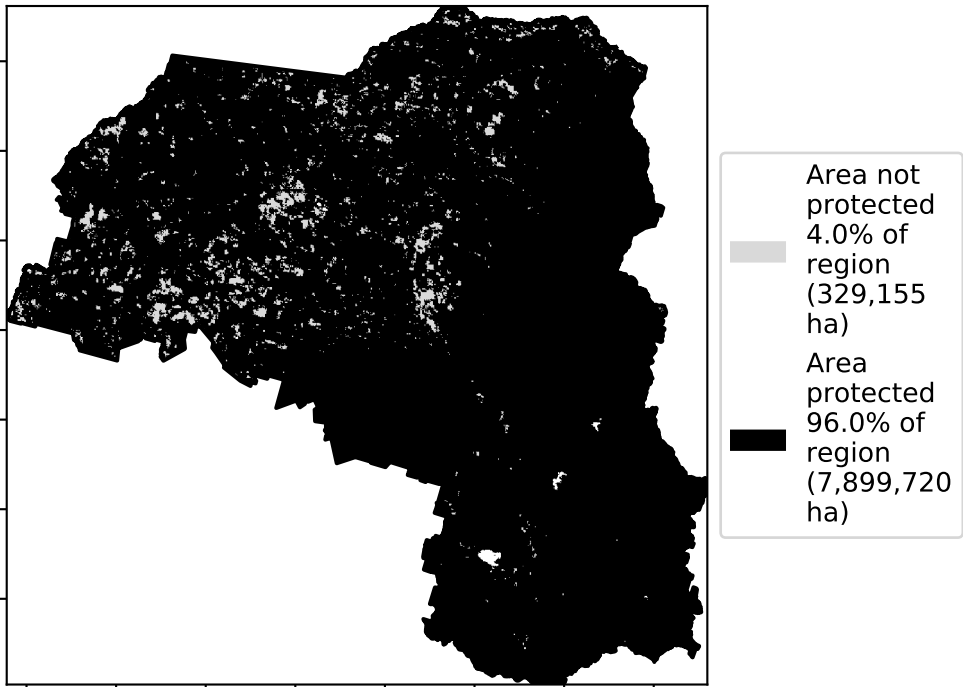 Area not
protected
4.0% of
region
(329,155
ha)
Area
protected
96.0% of
region
(7,899,720
ha)